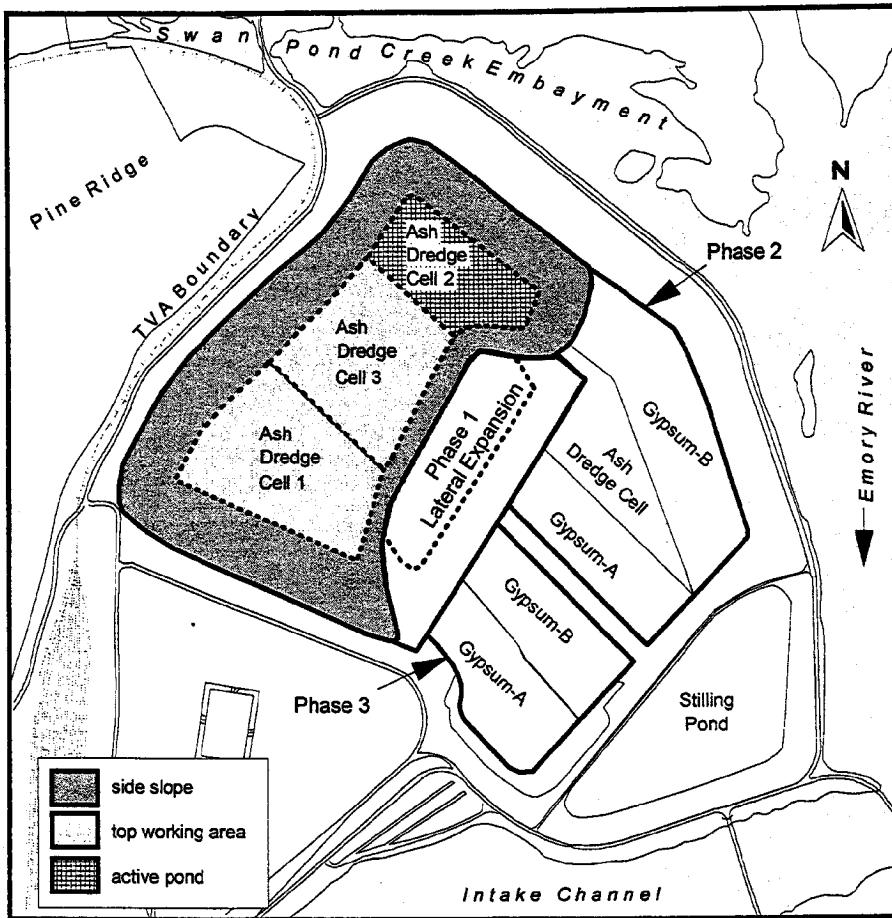 Swan Pond Creek Embayment
Pine Ridge
TVA Boundary
N
Ash
Dredge
Cell 2
Phase 2
Ash
Dredge
Cell 3
Ash
Dredge
Cell 1
Phase 1
Lateral Expansion
Gypsum-B
Ash
Dredge Cell
Gypsum-A
Emory River
Gypsum-B
Gypsum-A
Phase 3
Stilling
Pond
side slope
top working area
active pond
Intake Channel